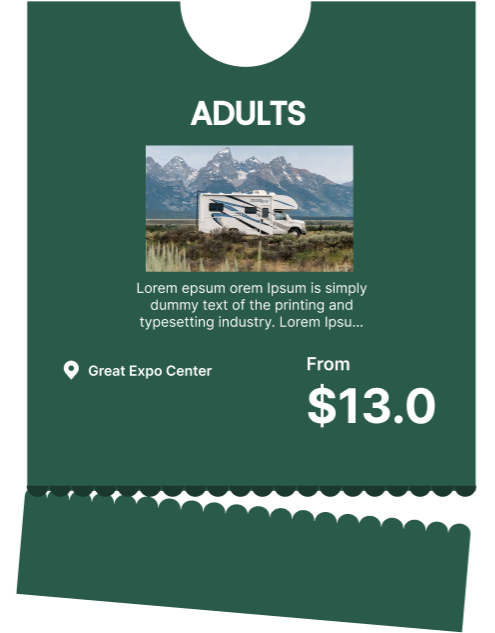 ADULTS
Lorem epsum orem Ipsum is simply
dummy text of the printing and
typesetting industry. Lorem Ipsu...
Great Expo Center
From
$13.0